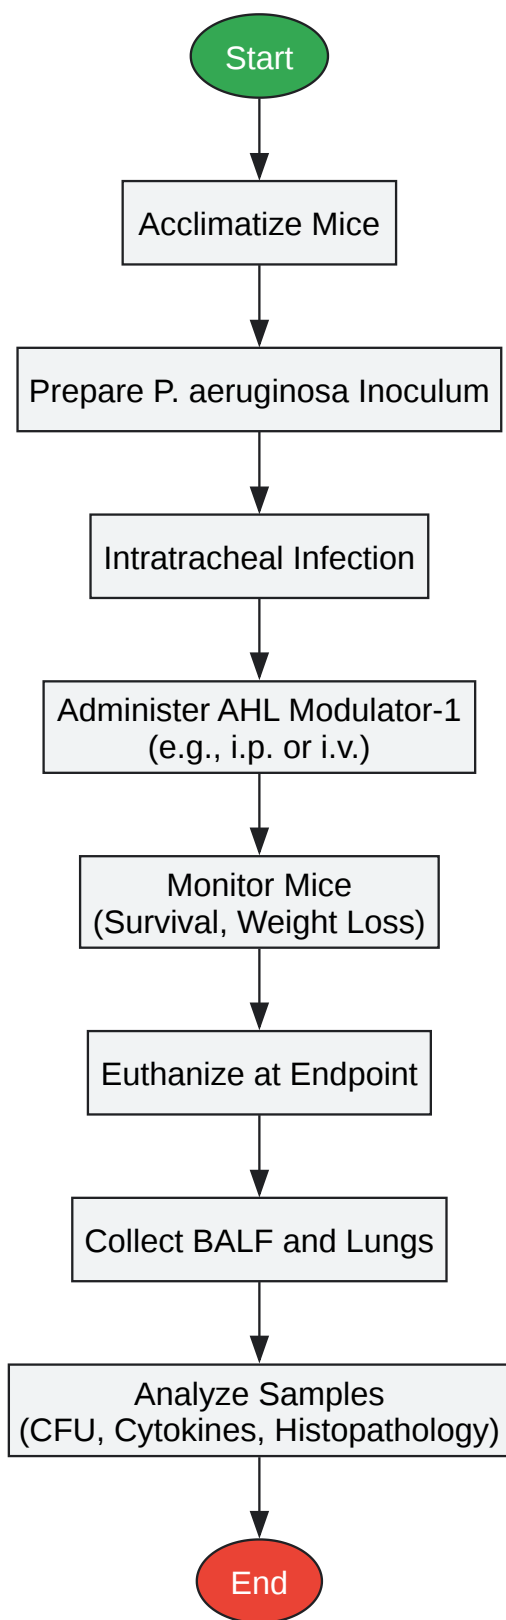 Start
Acclimatize Mice
Prepare P. aeruginosa Inoculum
Intratracheal Infection
Administer AHL Modulator-1
(e.g., i.p. or i.v.)
Monitor Mice
(Survival, Weight Loss)
Euthanize at Endpoint
Collect BALF and Lungs
Analyze Samples
(CFU, Cytokines, Histopathology)
End